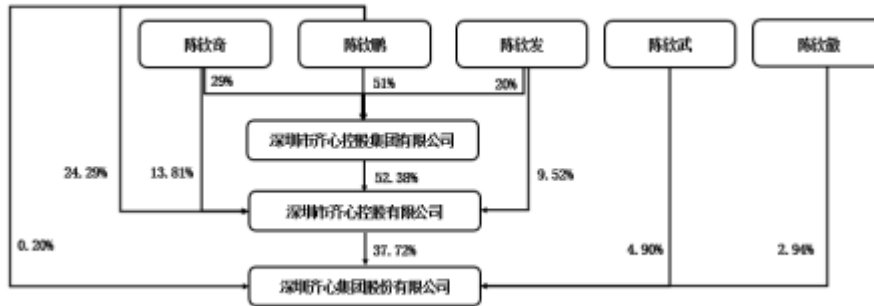 陈钦奇 陈钦鹏 陈钦发 陈钦武 陈钦徽
29% 51% 20%
深圳市齐心控股集团有限公司
24.29% 13.81% 52.38% 9.52%
深圳市齐心控股有限公司
0.20% 37.72% 4.90% 2.94%
深圳齐心集团股份有限公司